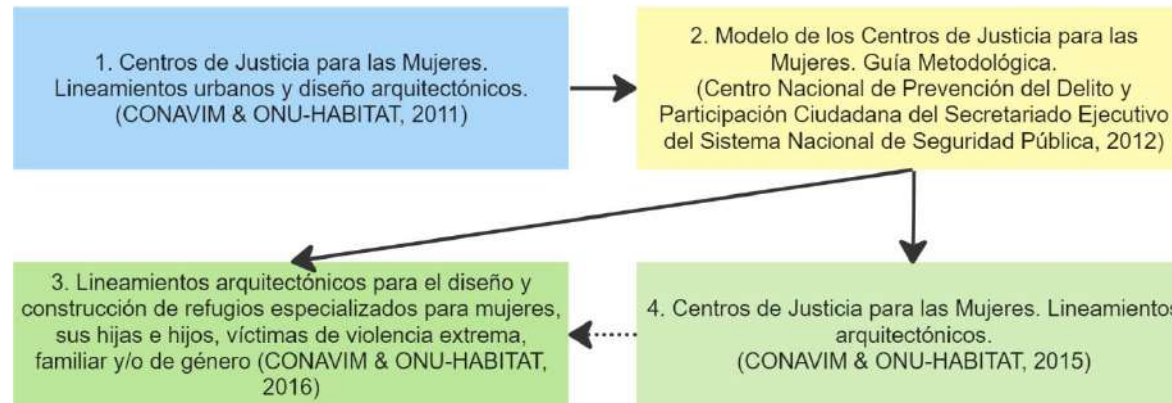 1. Centros de Justicia para las Mujeres.
Lineamientos urbanos y diseño arquitectónicos.
(CONAVIM & ONU-HABITAT, 2011)
2. Modelo de los Centros de Justicia para las
Mujeres. Guía Metodológica.
(Centro Nacional de Prevención del Delito y
Participación Ciudadana del Secretariado Ejecutivo
del Sistema Nacional de Seguridad Pública, 2012)
3. Lineamientos arquitectónicos para el diseño y
construcción de refugios especializados para mujeres,
sus hijas e hijos, víctimas de violencia extrema,
familiar y/o de género (CONAVIM & ONU-HABITAT,
2016)
4. Centros de Justicia para las Mujeres. Lineamientos
arquitectónicos.
(CONAVIM & ONU-HABITAT, 2015)